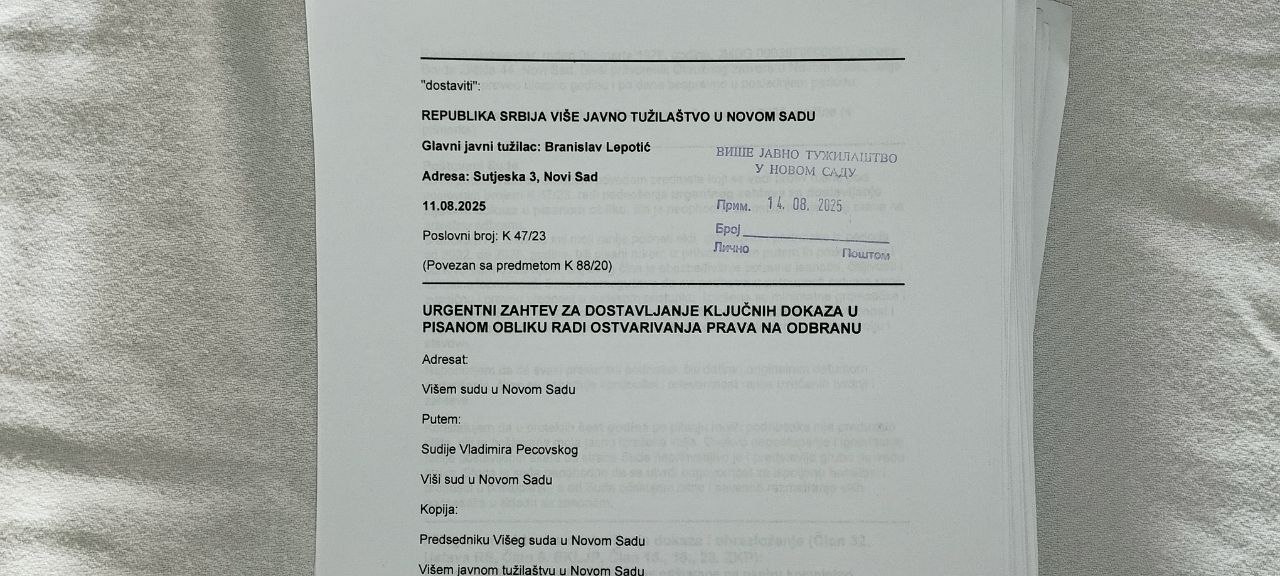 "dostaviti":
REPUBLIKA SRBIJA VIŠE JAVNO TUŽILAŠTVO U NOVOM SADU
Glavni javni tužilac: Branislav Lepotić
Adresa: Sutjeska 3, Novi Sad
11.08.2025
Poslovni broj: K 47/23
(Povezan sa predmetom K 88/20)
ВИШЕ ЈАВНО ТУЖИЛАШТВО
У НОВОМ САДУ
Прим. 14. 08. 2025
Број
Лично Поштом
URGENTNI ZAHTEV ZA DOSTAVLJANJE KLJUČNIH DOKAZA U
PISANOM OBLIKU RADI OSTVARIVANJA PRAVA NA ODBRANU
Adresat:
Višem sudu u Novom Sadu
Putem:
Sudije Vladimira Pecovskog
Viši sud u Novom Sadu
Kopija:
Predsedniku Višeg suda u Novom Sadu
Višem javnom tužilaštvu u Novom Sadu